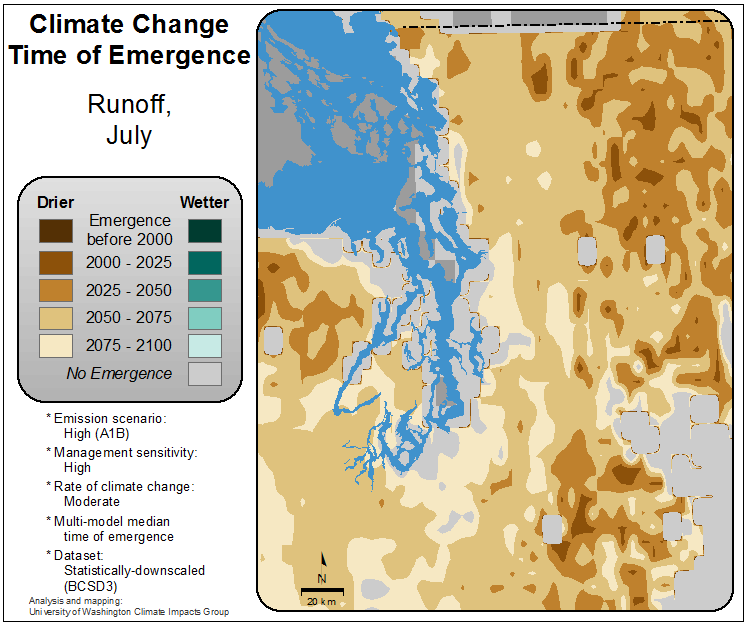 Climate Change
Time of Emergence
Runoff,
July
Drier
Wetter
Emergence
before 2000
2000 - 2025
2025 - 2050
2050 - 2075
2075 - 2100
No Emergence
* Emission scenario:
High (A1B)
* Management sensitivity:
High
* Rate of climate change:
Moderate
* Multi-model median
time of emergence
* Dataset:
Statistically-downscaled
(BCSD3)
Analysis and mapping:
University of Washington Climate Impacts Group
N
20 km